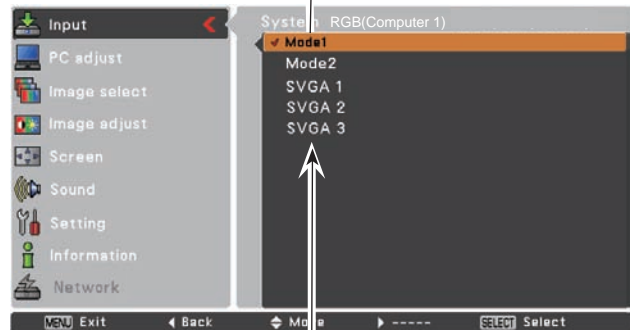 Input
System RGB(Computer 1)
Mode1
PC adjust
Mode2
Image select
SVGA 1
SVGA 2
Image adjust
SVGA 3
Screen
Sound
Setting
Information
Network
MENU Exit
Back
Move
-----
SELECT Select